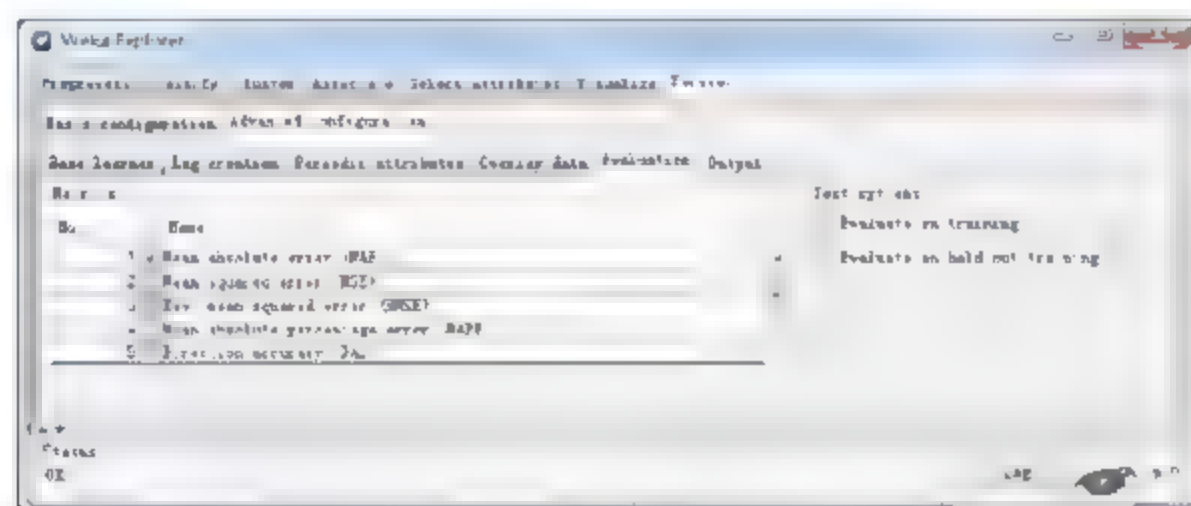 Weka Explorer
Preprocess Classify Cluster Associate Select attributes Visualize Forecast
Basic configuration Advanced configuration
Base learner Lag creation Periodic attributes Overlay data Evaluation Output
Metrics
Test options
No. Name
Evaluate on training
1 Mean absolute error (MAE)
Evaluate on held out training
2 Mean squared error (MSE)
3 Root mean squared error (RMSE)
4 Mean absolute percentage error (MAPE)
5 Direction accuracy (DAC)
Status
OK
Log
x 0